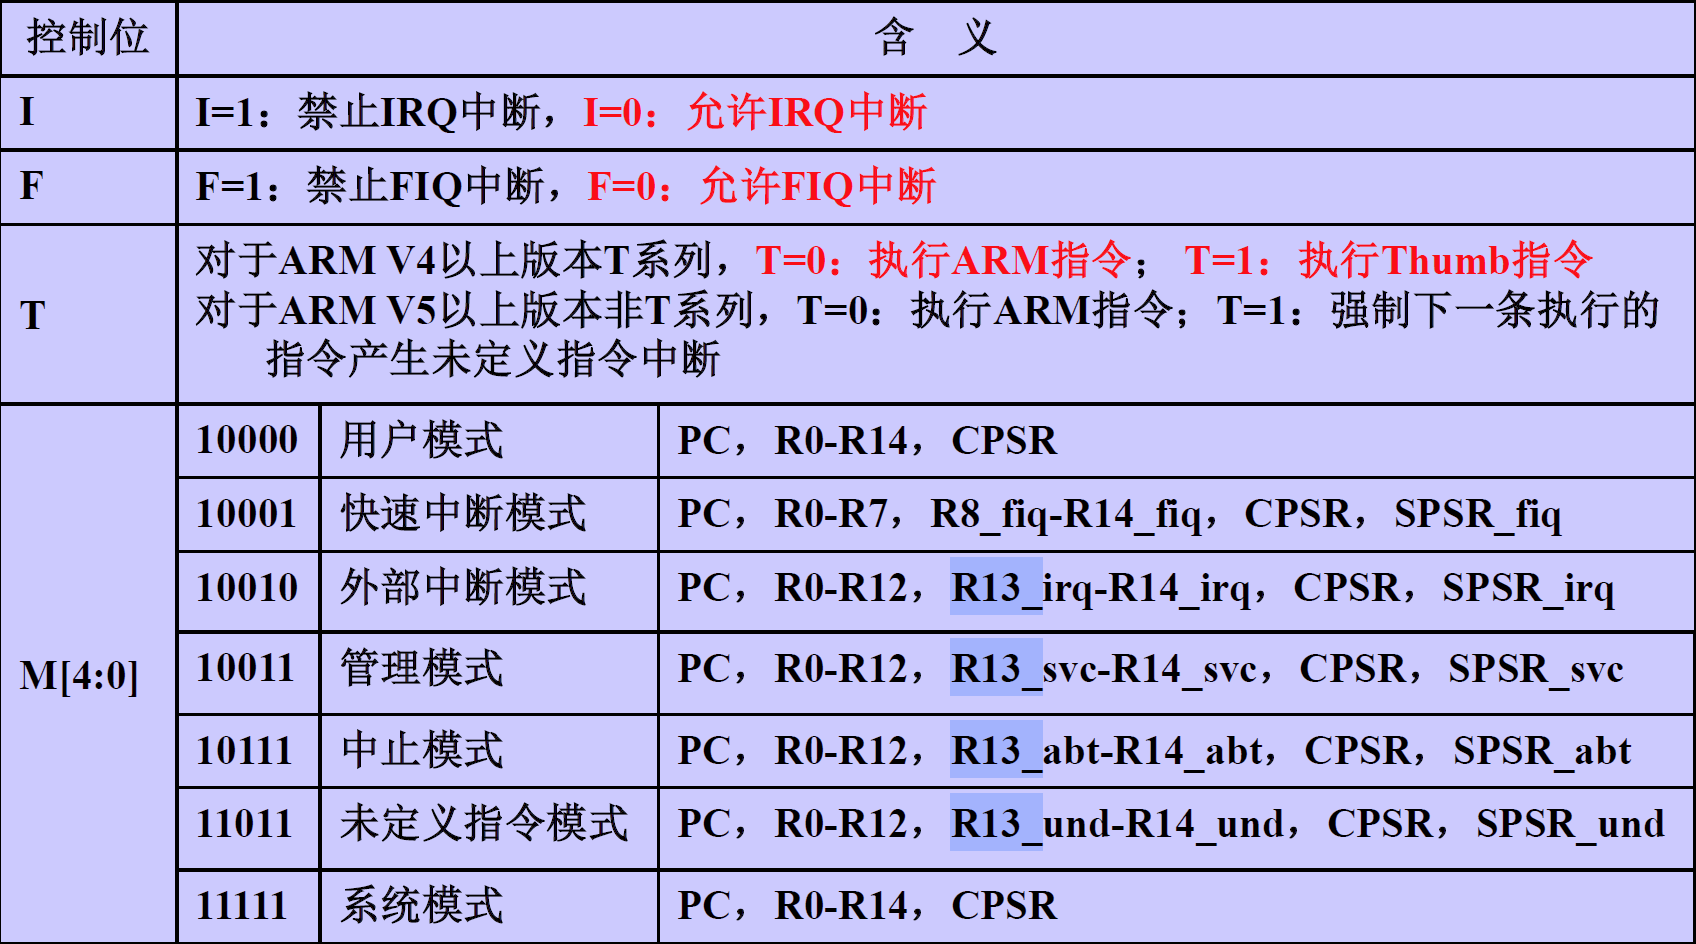 控制位 含 义
I I=1：禁止IRQ中断，I=0：允许IRQ中断
F F=1：禁止FIQ中断，F=0：允许FIQ中断
T
对于ARM V4以上版本T系列，T=0：执行ARM指令；T=1：执行Thumb指令
对于ARM V5以上版本非T系列，T=0：执行ARM指令；T=1：强制下一条执行的
指令产生未定义指令中断
M[4:0]
10000 用户模式 PC，R0-R14，CPSR
10001 快速中断模式 PC，R0-R7，R8_fiq-R14_fiq，CPSR，SPSR_fiq
10010 外部中断模式 PC，R0-R12，R13_irq-R14_irq，CPSR，SPSR_irq
10011 管理模式 PC，R0-R12，R13_svc-R14_svc，CPSR，SPSR_svc
10111 中止模式 PC，R0-R12，R13_abt-R14_abt，CPSR，SPSR_abt
11011 未定义指令模式 PC，R0-R12，R13_und-R14_und，CPSR，SPSR_und
11111 系统模式 PC，R0-R14，CPSR